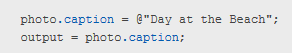 photo.caption = @"Day at the Beach";
output = photo.caption;